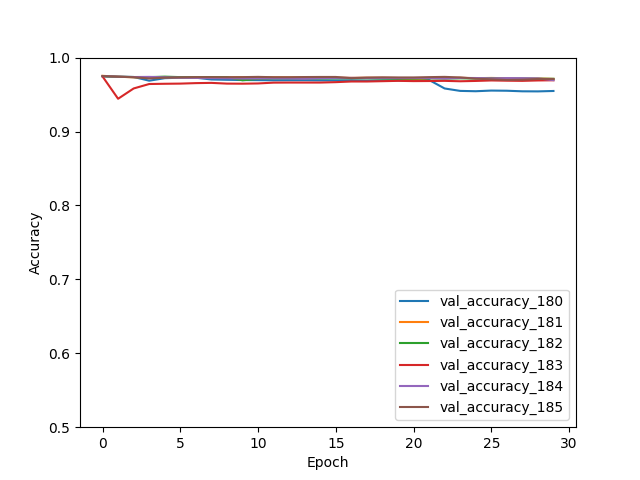 1.0
0.9
0.8
0.7
0.6
0.5
Accuracy
0 5 10 15 20 25 30
Epoch
val_accuracy_180
val_accuracy_181
val_accuracy_182
val_accuracy_183
val_accuracy_184
val_accuracy_185